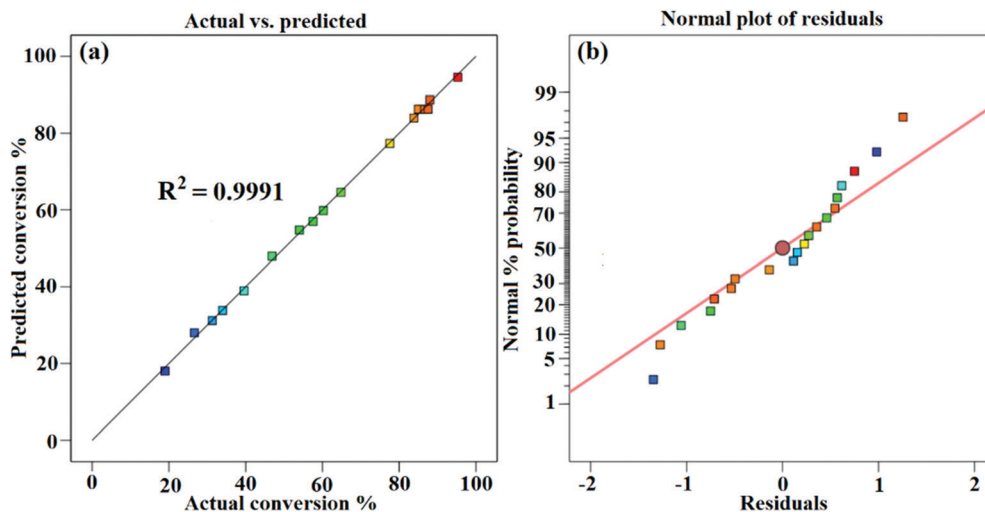 Actual vs. predicted
(a)
R² = 0.9991
Predicted conversion %
100
80
60
40
20
0
0 20 40 60 80 100
Actual conversion %
Normal plot of residuals
(b)
Normal % probability
99
95
90
80
70
50
30
20
10
5
1
-2 -1 0 1 2
Residuals